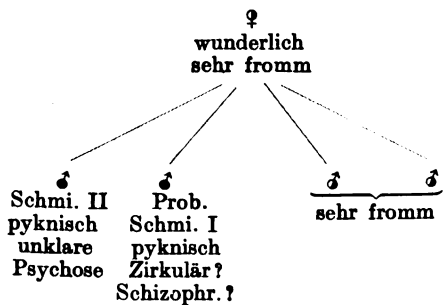 ♀
wunderlich
sehr fromm
♂ ♂ ♂ ♂
Schmi. II
pyknisch
unklare
Psychose
Prob.
Schmi. I
pyknisch
Zirkulär?
Schizophr. ?
sehr fromm